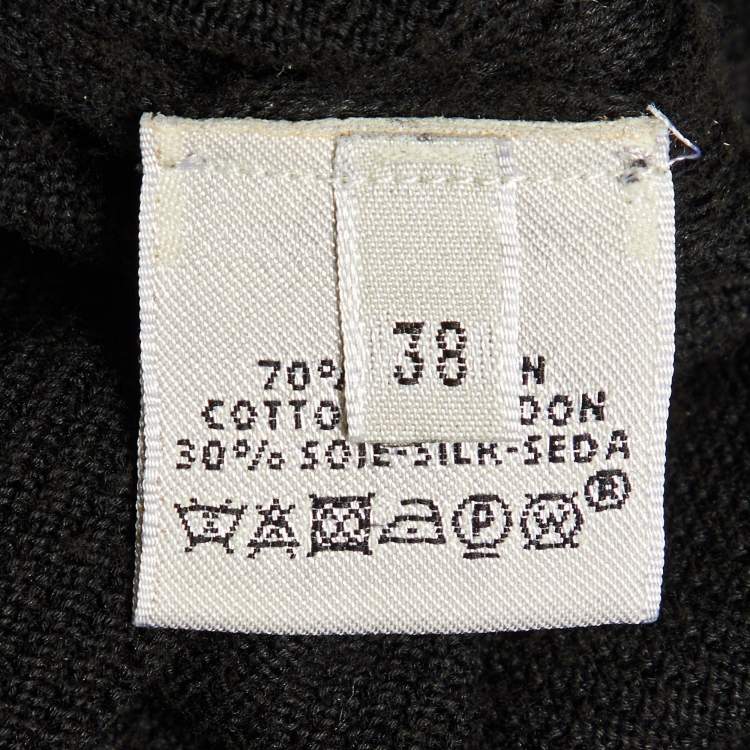 38
70%
COTTO DON
30% SOIE-SILK-SEDA
P W ®